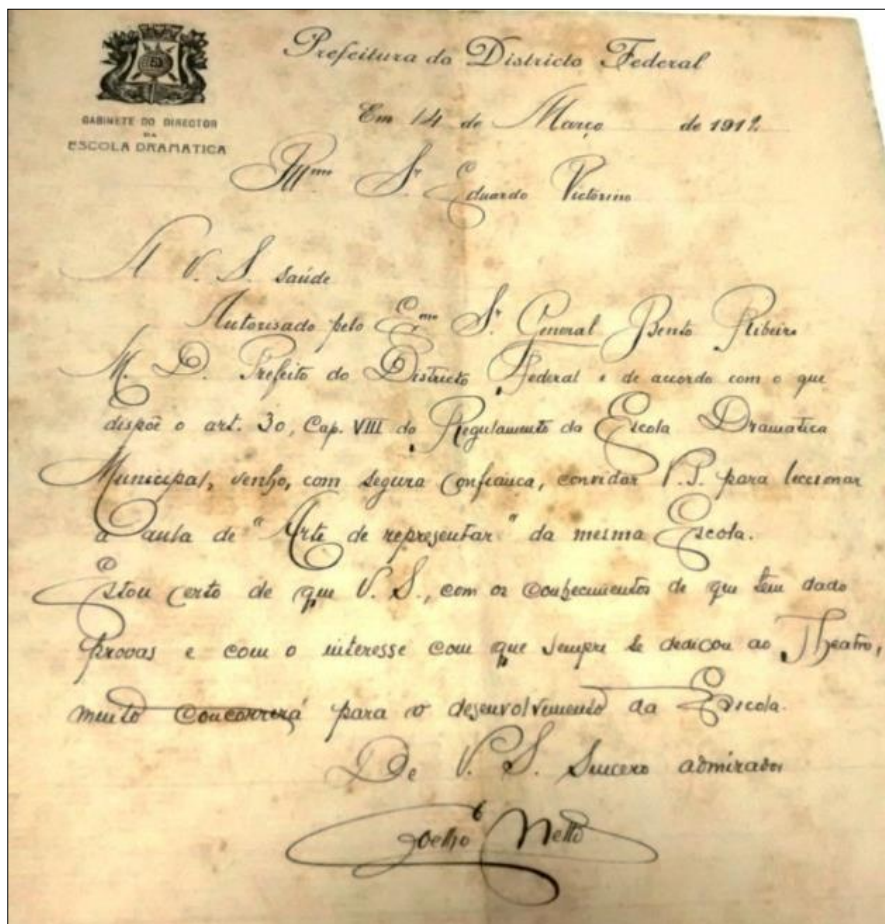 Prefeitura do Districto Federal
GABINETE DO DIRECTOR
DA
ESCOLA DRAMATICA
Em 14 de Março de 1912
Illmo Sr Eduardo Victorino
A V. S. saúde
Autorisado pelo Exmo Sr General Bento Ribeiro
M. D. Prefeito do Districto Federal e de accordo com o que
dispõe o art. 30, Cap. VIII do Regulamento da Escola Dramatica
Municipal, venho, com segura confiança, convidar V. S. para leccionar
a aula de "Arte de representar" da mesma Escola.
Estou certo de que V. S., com os conhecimentos de que tem dado
provas e com o interesse com que sempre se dedicou ao Theatro,
muito concorrerá para o desenvolvimento da Escola.
De V. S. Sincero admirador
Coelho Netto